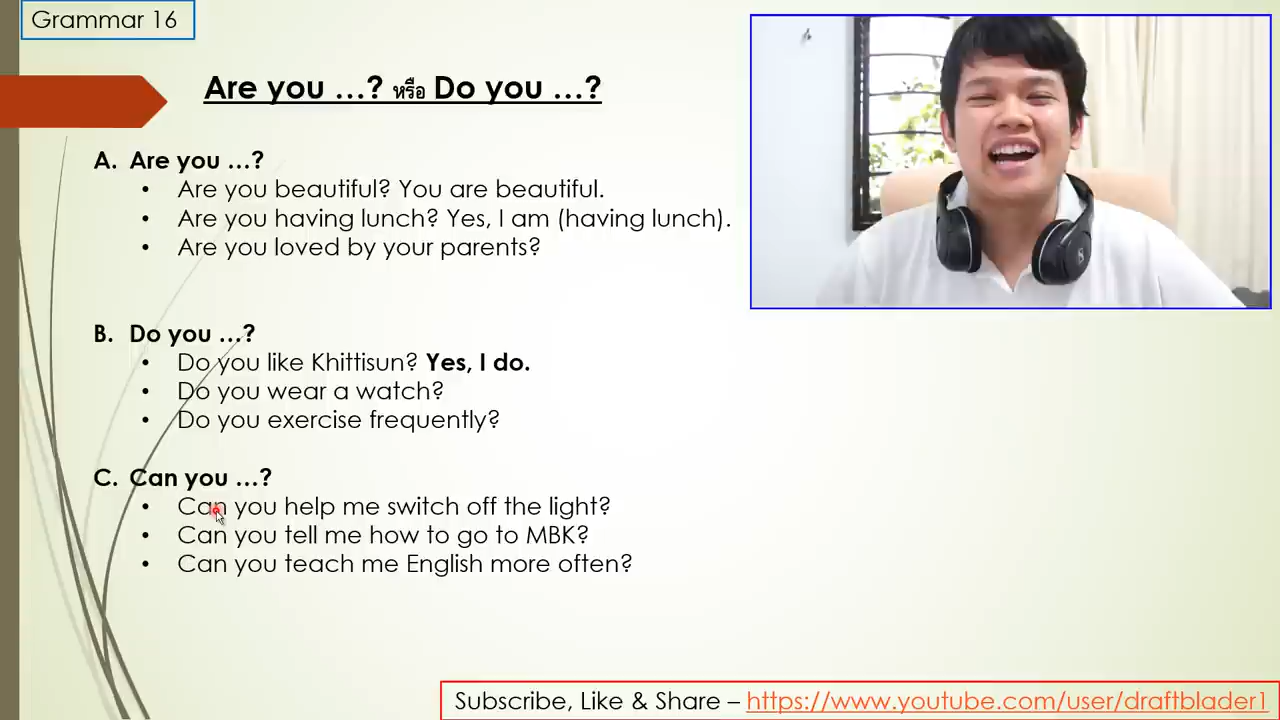 Grammar 16
Are you ...? หรือ Do you ...?
A. Are you ...?
• Are you beautiful? You are beautiful.
• Are you having lunch? Yes, I am (having lunch).
• Are you loved by your parents?
B. Do you ...?
• Do you like Khittisun? Yes, I do.
• Do you wear a watch?
• Do you exercise frequently?
C. Can you ...?
• Can you help me switch off the light?
• Can you tell me how to go to MBK?
• Can you teach me English more often?
Subscribe, Like & Share – https://www.youtube.com/user/draftblader1